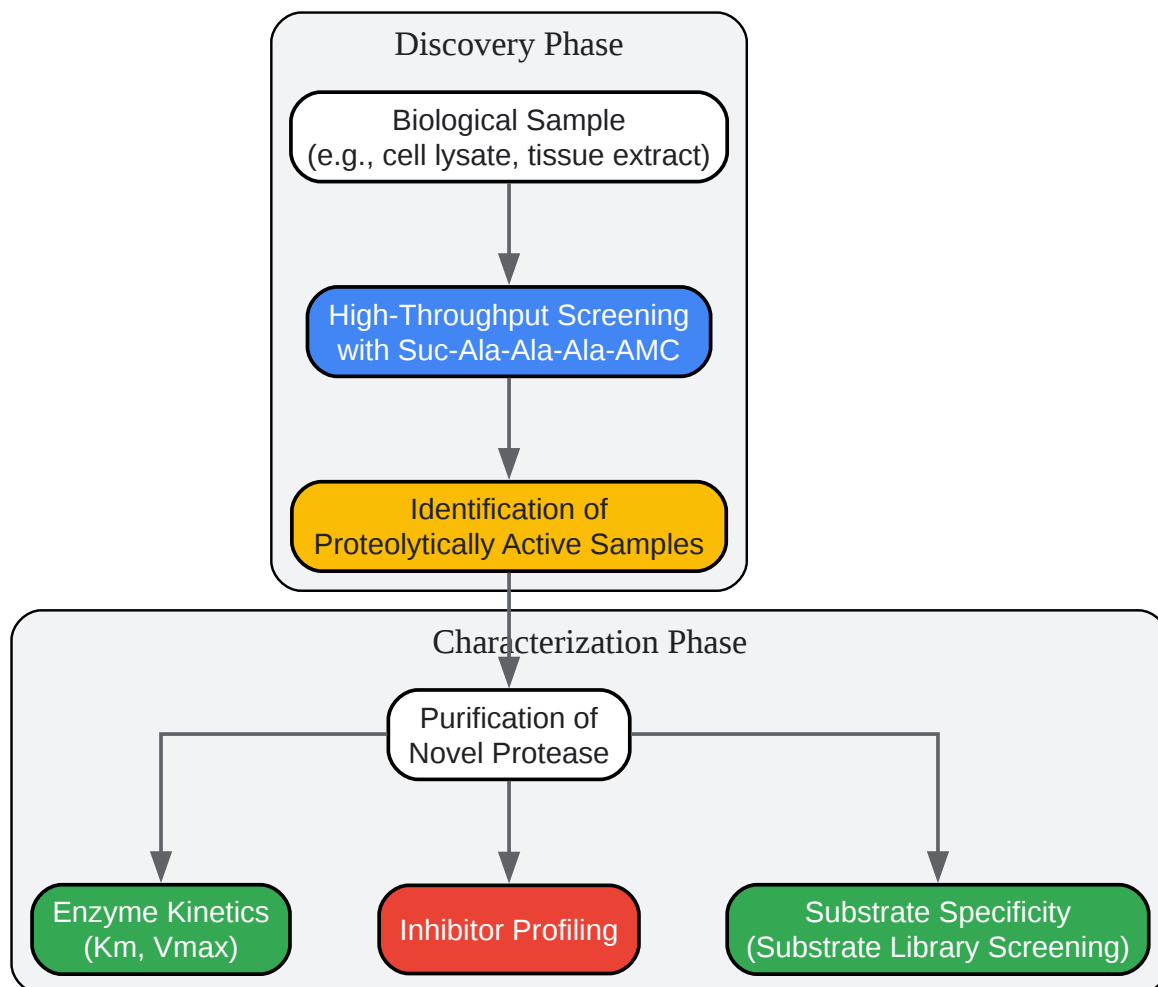 Discovery Phase
Biological Sample
(e.g., cell lysate, tissue extract)
High-Throughput Screening
with Suc-Ala-Ala-Ala-AMC
Identification of
Proteolytically Active Samples
Characterization Phase
Purification of
Novel Protease
Enzyme Kinetics
(Km, Vmax)
Inhibitor Profiling
Substrate Specificity
(Substrate Library Screening)